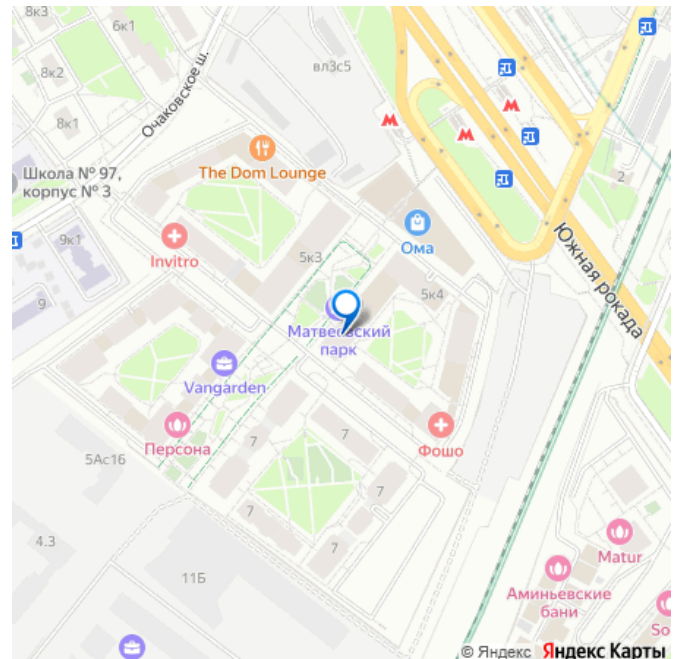 8к3
6к1
8к2
8к1
Очаковское ш.
вл3с5
The Dom Lounge
Школа № 97,
корпус № 3
2
Ома
Южная рокада
9к1
Invitro
5к3
9
5к4
Матвеевский
парк
Vangarden
Персона
7
7
Фошо
5Ас16
7
7
7
4.3
11Б
Matur
Аминьевские
бани
So
© Яндекс Яндекс Карты